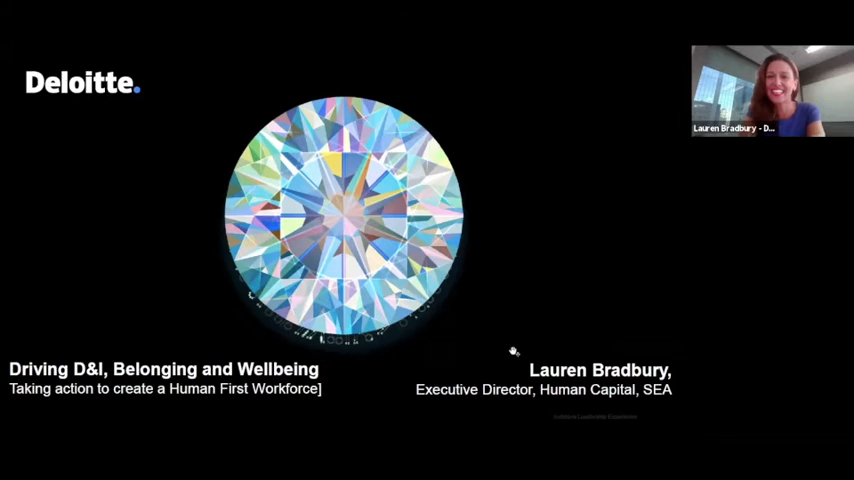 Deloitte.
Lauren Bradbury - D...
Driving D&I, Belonging and Wellbeing
Taking action to create a Human First Workforce]
Lauren Bradbury,
Executive Director, Human Capital, SEA